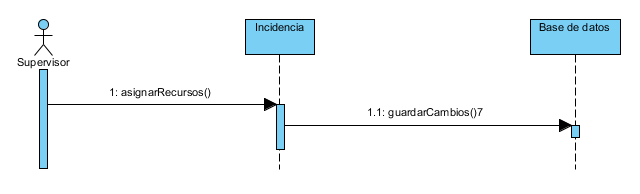 Incidencia
Base de datos
Supervisor
1: asignarRecursos()
1.1: guardarCambios()7